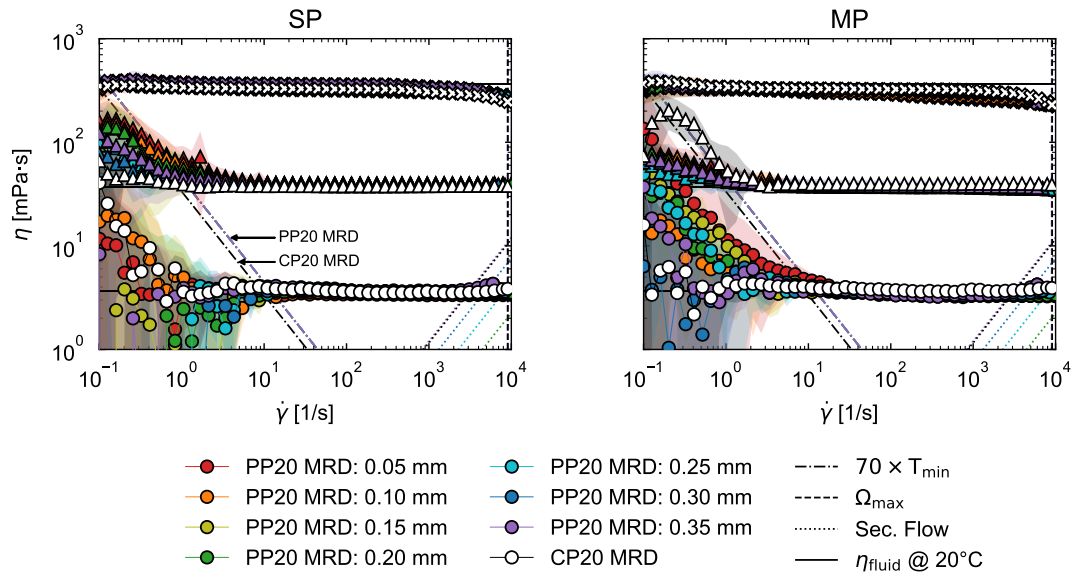 SP
MP
10³
10²
10¹
10⁰
η [mPa·s]
PP20 MRD
CP20 MRD
10⁻¹ 10⁰ 10¹ 10² 10³ 10⁴
10⁻¹ 10⁰ 10¹ 10² 10³ 10⁴
γ̇ [1/s]
γ̇ [1/s]
PP20 MRD: 0.05 mm
PP20 MRD: 0.10 mm
PP20 MRD: 0.15 mm
PP20 MRD: 0.20 mm
PP20 MRD: 0.25 mm
PP20 MRD: 0.30 mm
PP20 MRD: 0.35 mm
CP20 MRD
70 × T_min
Ω_max
Sec. Flow
η_fluid @ 20°C